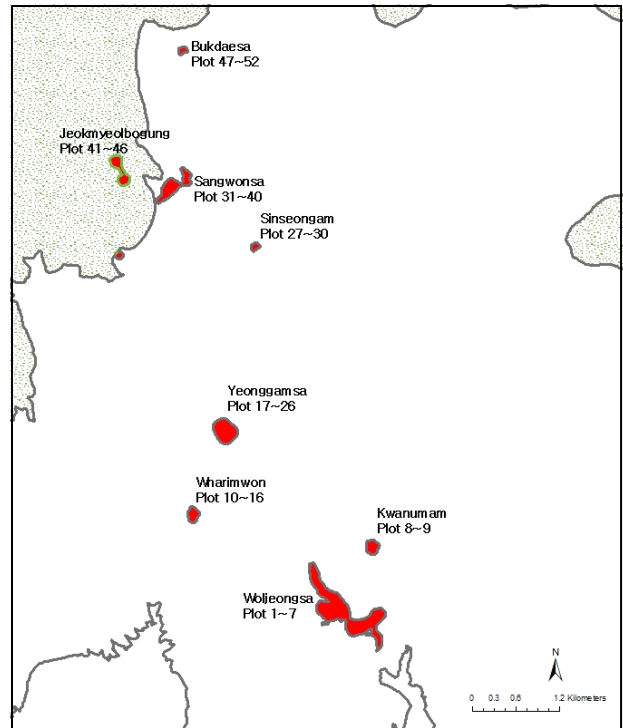 Bukdaesa
Plot 47~52
Jeokmyeolbogung
Plot 41~46
Sangwonsa
Plot 31~40
Sinseongam
Plot 27~30
Yeonggamsa
Plot 17~26
Wharimwon
Plot 10~16
Kwanumam
Plot 8~9
Woljeongsa
Plot 1~7
N
0 0.3 0.6 1.2 Kilometers